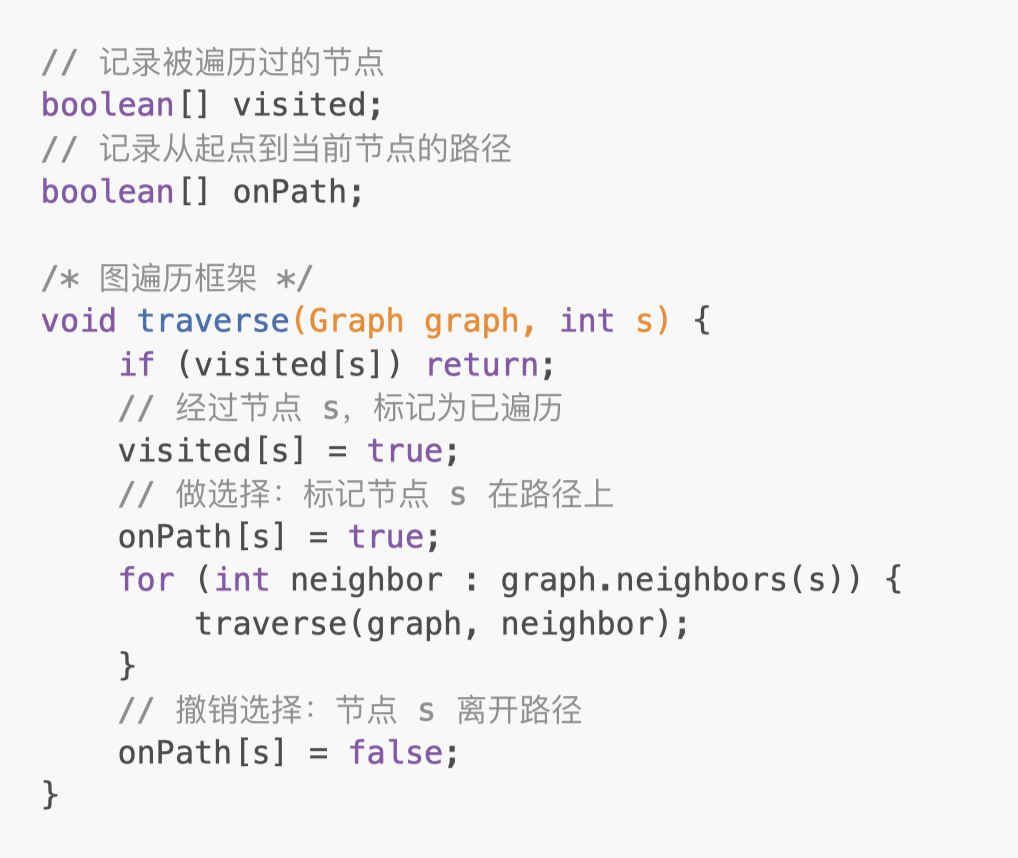 // 记录被遍历过的节点
boolean[] visited;
// 记录从起点到当前节点的路径
boolean[] onPath;

/* 图遍历框架 */
void traverse(Graph graph, int s) {
    if (visited[s]) return;
    // 经过节点 s，标记为已遍历
    visited[s] = true;
    // 做选择：标记节点 s 在路径上
    onPath[s] = true;
    for (int neighbor : graph.neighbors(s)) {
        traverse(graph, neighbor);
    }
    // 撤销选择：节点 s 离开路径
    onPath[s] = false;
}